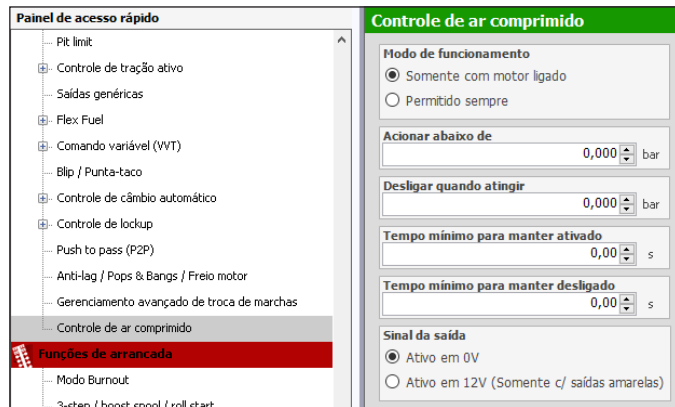 Painel de acesso rápido
Pit limit
Controle de tração ativo
Saídas genéricas
Flex Fuel
Comando variável (VVT)
Blip / Punta-taco
Controle de câmbio automático
Controle de lockup
Push to pass (P2P)
Anti-lag / Pops & Bangs / Freio motor
Gerenciamento avançado de troca de marchas
Controle de ar comprimido
Funções de arrancada
Modo Burnout
3-step / boost spool / roll start
Controle de ar comprimido
Modo de funcionamento
Somente com motor ligado
Permitido sempre
Acionar abaixo de
0,000 bar
Desligar quando atingir
0,000 bar
Tempo mínimo para manter ativado
0,00 s
Tempo mínimo para manter desligado
0,00 s
Sinal da saída
Ativo em 0V
Ativo em 12V (Somente c/ saídas amarelas)